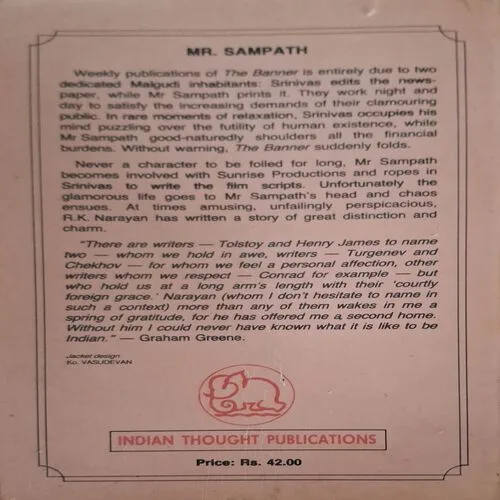 MR. SAMPATH
Weekly publications of The Banner is entirely due to two
dedicated Malgudi inhabitants: Srinivas edits the news-
paper, while Mr Sampath prints it. They work night and
day to satisfy the increasing demands of their clamouring
public. In rare moments of relaxation, Srinivas occupies his
mind puzzling over the futility of human existence, while
Mr Sampath good-naturedly shoulders all the financial
burdens. Without warning, The Banner suddenly folds.
Never a character to be foiled for long, Mr Sampath
becomes involved with Sunrise Productions and ropes in
Srinivas to write the film scripts. Unfortunately the
glamorous life goes to Mr Sampath's head and chaos
ensues. At times amusing, unfailingly perspicacious,
R.K. Narayan has written a story of great distinction and
charm.
"There are writers — Tolstoy and Henry James to name
two — whom we hold in awe, writers — Turgenev and
Chekhov — for whom we feel a personal affection, other
writers whom we respect — Conrad for example — but
who hold us at a long arm's length with their 'courtly
foreign grace.' Narayan (whom I don't hesitate to name in
such a context) more than any of them wakes in me a
spring of gratitude, for he has offered me a second home.
Without him I could never have known what it is like to be
Indian." — Graham Greene.
Jacket design
Ko. VASUDEVAN
INDIAN THOUGHT PUBLICATIONS
Price: Rs. 42.00